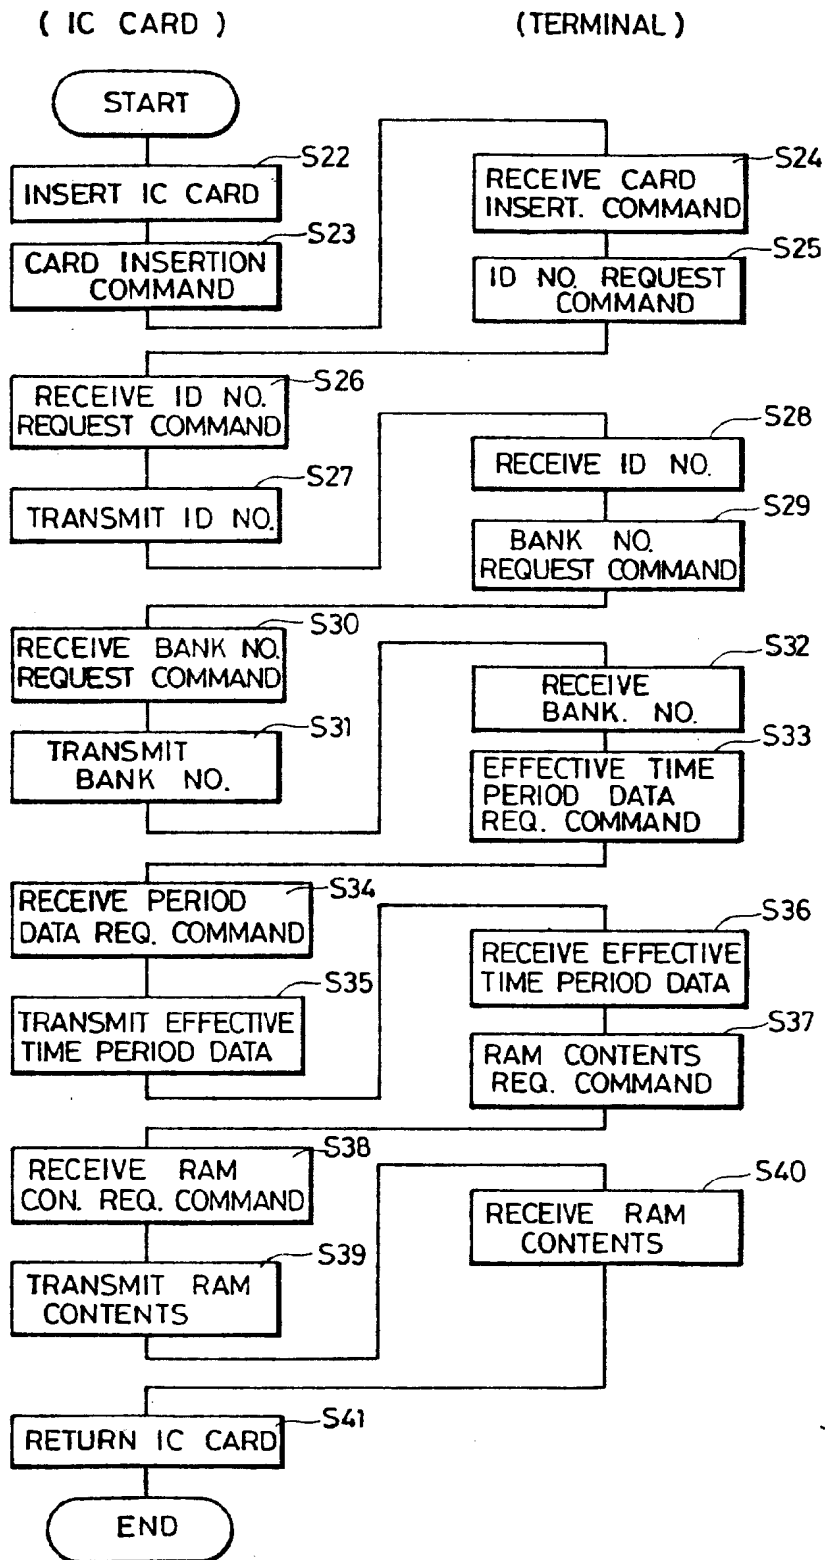 ( IC CARD )
(TERMINAL)
START
S22
INSERT IC CARD
S23
CARD INSERTION
COMMAND
S24
RECEIVE CARD
INSERT. COMMAND
S25
ID NO. REQUEST
COMMAND
S26
RECEIVE ID NO.
REQUEST COMMAND
S27
TRANSMIT ID NO.
S28
RECEIVE ID NO.
S29
BANK NO.
REQUEST COMMAND
S30
RECEIVE BANK NO.
REQUEST COMMAND
S31
TRANSMIT
BANK NO.
S32
RECEIVE
BANK. NO.
S33
EFFECTIVE TIME
PERIOD DATA
REQ. COMMAND
S34
RECEIVE PERIOD
DATA REQ. COMMAND
S35
TRANSMIT EFFECTIVE
TIME PERIOD DATA
S36
RECEIVE EFFECTIVE
TIME PERIOD DATA
S37
RAM CONTENTS
REQ. COMMAND
S38
RECEIVE RAM
CON. REQ. COMMAND
S39
TRANSMIT RAM
CONTENTS
S40
RECEIVE RAM
CONTENTS
S41
RETURN IC CARD
END